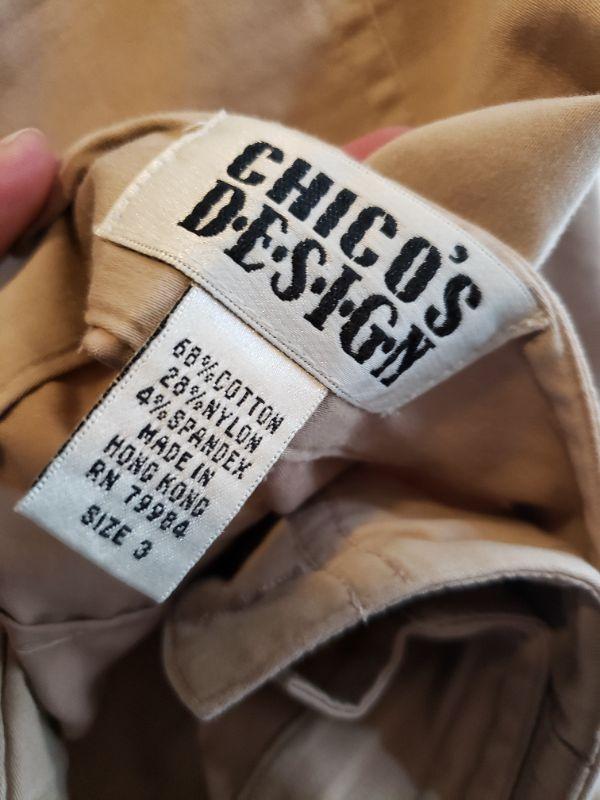 CHICO'S
D·E·S·I·G·N
68%COTTON
28%NYLON
4%SPANDEX
MADE IN
HONG KONG
RN 79984
SIZE 3